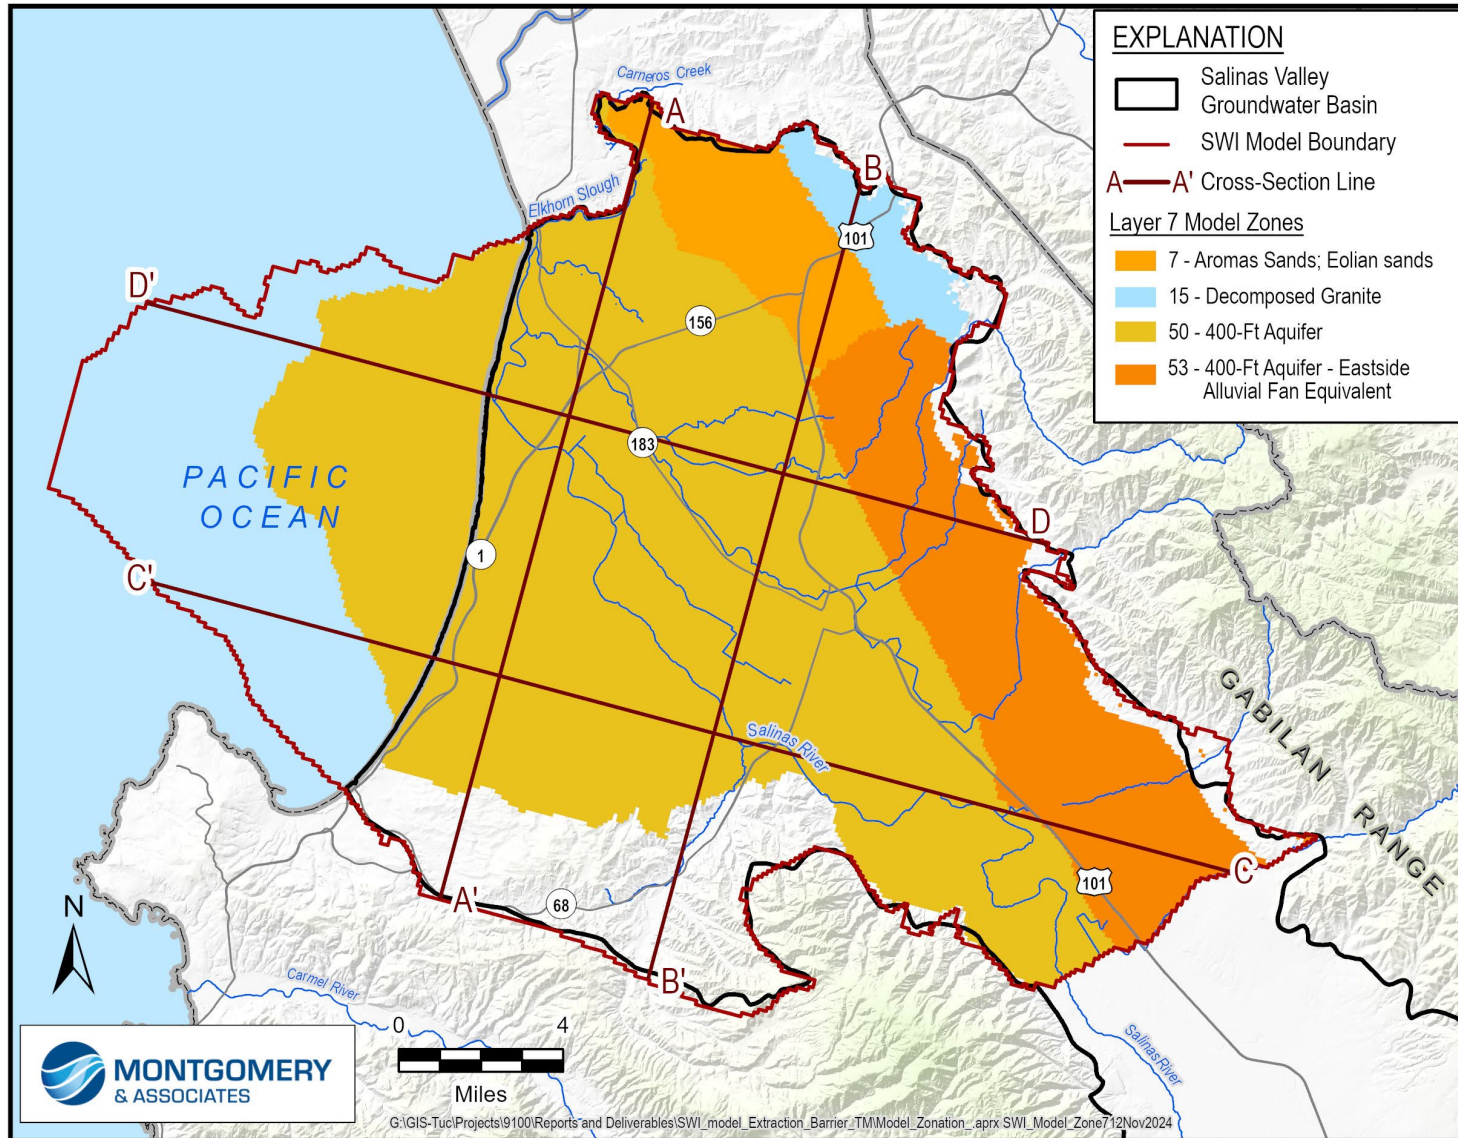 EXPLANATION
Salinas Valley
Groundwater Basin
SWI Model Boundary
A A' Cross-Section Line
Layer 7 Model Zones
7 - Aromas Sands; Eolian sands
15 - Decomposed Granite
50 - 400-Ft Aquifer
53 - 400-Ft Aquifer - Eastside
Alluvial Fan Equivalent
Carneros Creek
A
B
Elkhorn Slough
101
D'
156
183
PACIFIC
OCEAN
D
1
C'
GABILAN
RANGE
Salinas River
C
101
A'
68
B'
N
Carmel River
0 4
Miles
Salinas River
MONTGOMERY
& ASSOCIATES
G:\GIS-Tuc\Projects\9100\Reports and Deliverables\SWI_model_Extraction_Barrier_TM\Model_Zonation_.aprx SWI_Model_Zone712Nov2024